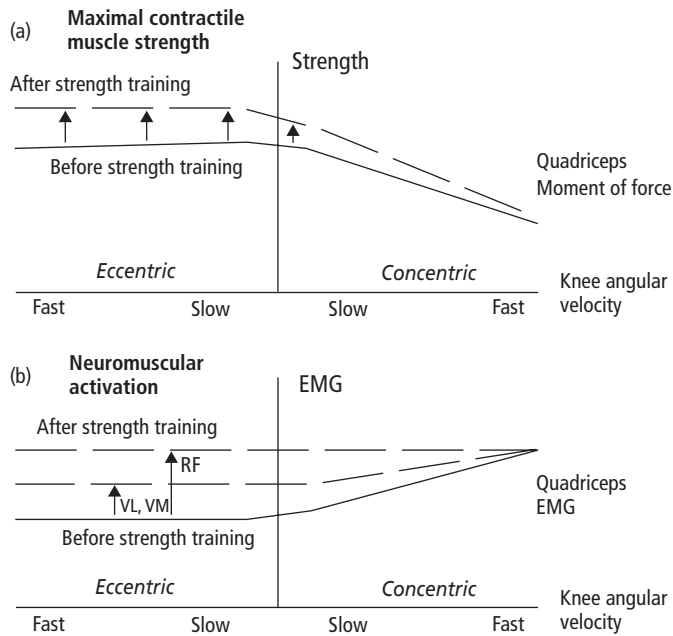 (a) Maximal contractile
muscle strength
Strength
After strength training
Before strength training
Quadriceps
Moment of force
Eccentric
Concentric
Knee angular
velocity
Fast
Slow
Slow
Fast
(b) Neuromuscular
activation
EMG
After strength training
RF
VL, VM
Quadriceps
EMG
Before strength training
Eccentric
Concentric
Knee angular
velocity
Fast
Slow
Slow
Fast